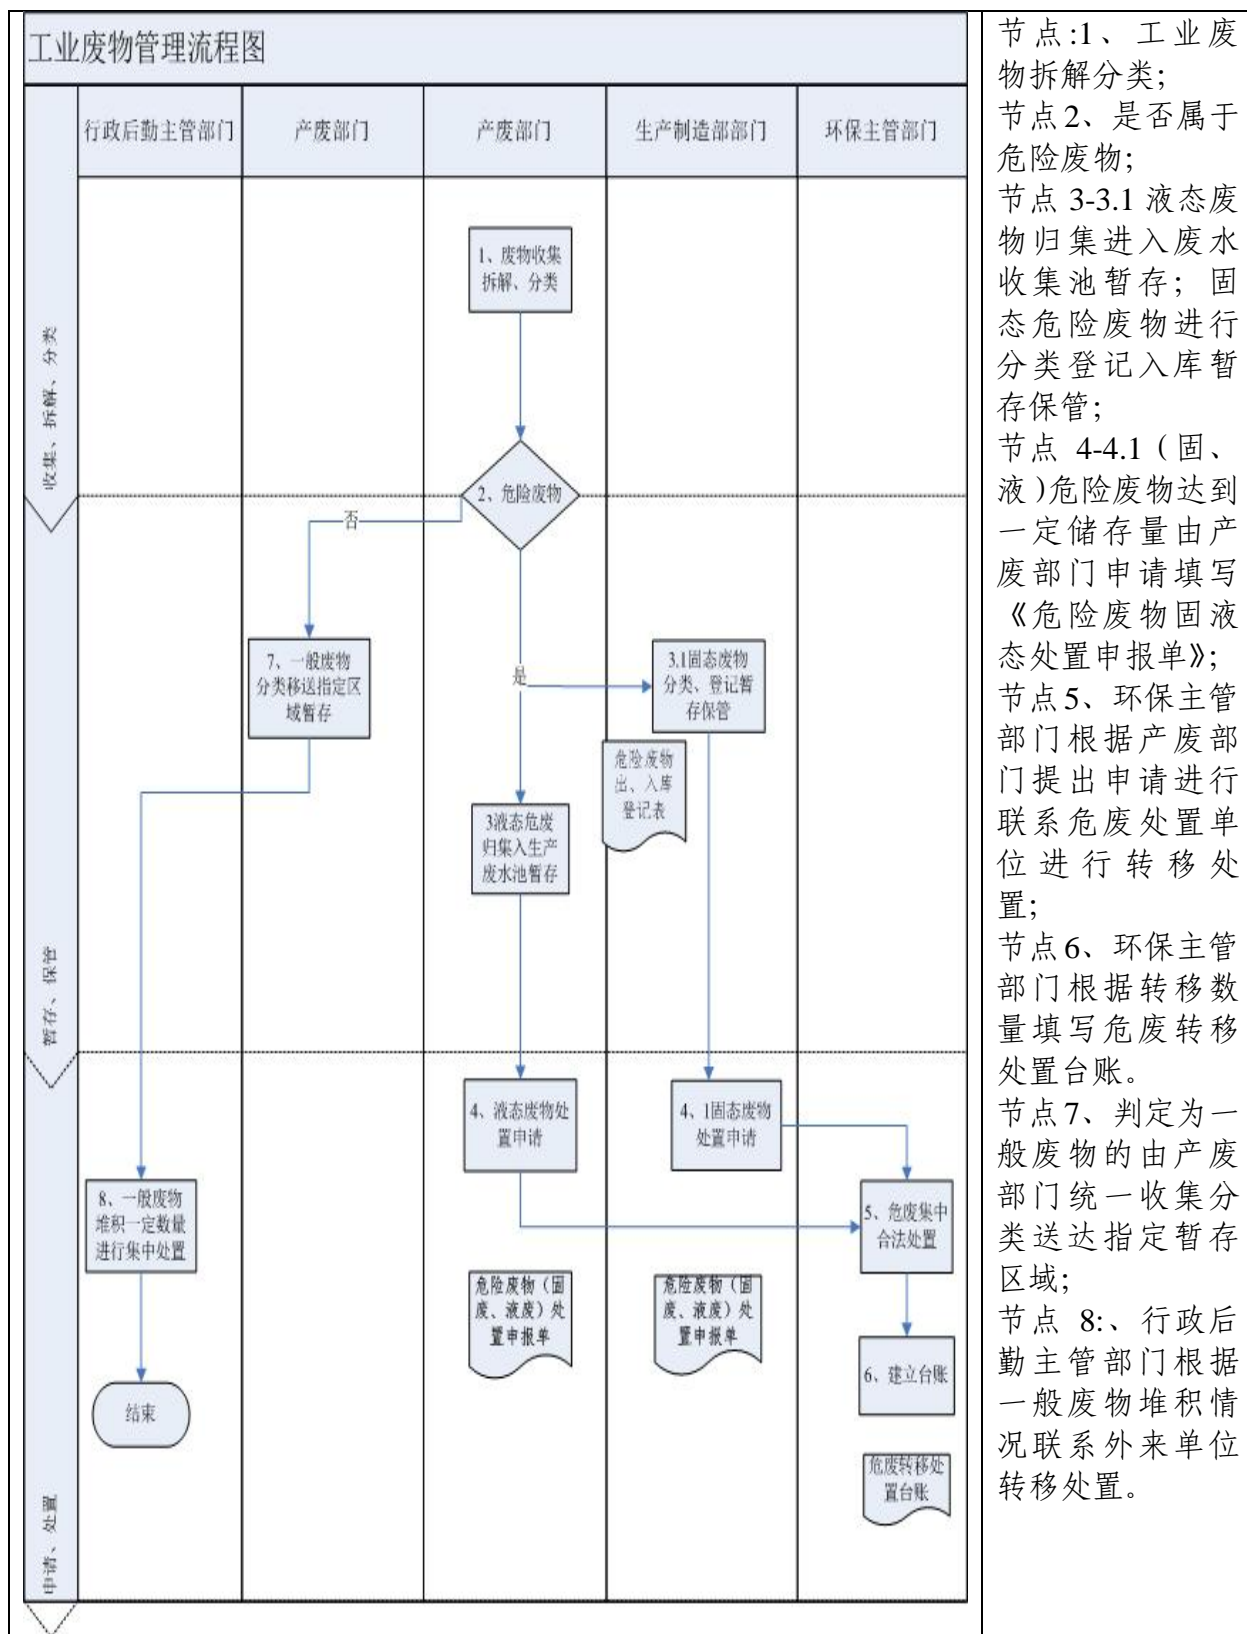 工业废物管理流程图
行政后勤主管部门
产废部门
产废部门
生产制造部部门
环保主管部门
收集、拆解、分类
1、废物收集
拆解、分类
2、危险废物
否
是
暂存、保管
7、一般废物
分类移送指定区
域暂存
3.1固态废物
分类、登记暂
存保管
危险废物
出、入库
登记表
3液态危废
归集入生产
废水池暂存
申请、处置
4、液态废物处
置申请
4、1固态废物
处置申请
8、一般废物
堆积一定数量
进行集中处置
5、危废集中
合法处置
危险废物（固
废、液废）处
置申报单
危险废物（固
废、液废）处
置申报单
6、建立台账
结束
危废转移处
置台账
节点:1、工业废
物拆解分类；
节点2、是否属于
危险废物；
节点 3-3.1 液态废
物归集进入废水
收集池暂存；固
态危险废物进行
分类登记入库暂
存保管；
节点 4-4.1（固、
液）危险废物达到
一定储存量由产
废部门申请填写
《危险废物固液
态处置申报单》；
节点5、环保主管
部门根据产废部
门提出申请进行
联系危废处置单
位进行转移处
置；
节点6、环保主管
部门根据转移数
量填写危废转移
处置台账。
节点7、判定为一
般废物的由产废
部门统一收集分
类送达指定暂存
区域；
节点 8:、行政后
勤主管部门根据
一般废物堆积情
况联系外来单位
转移处置。